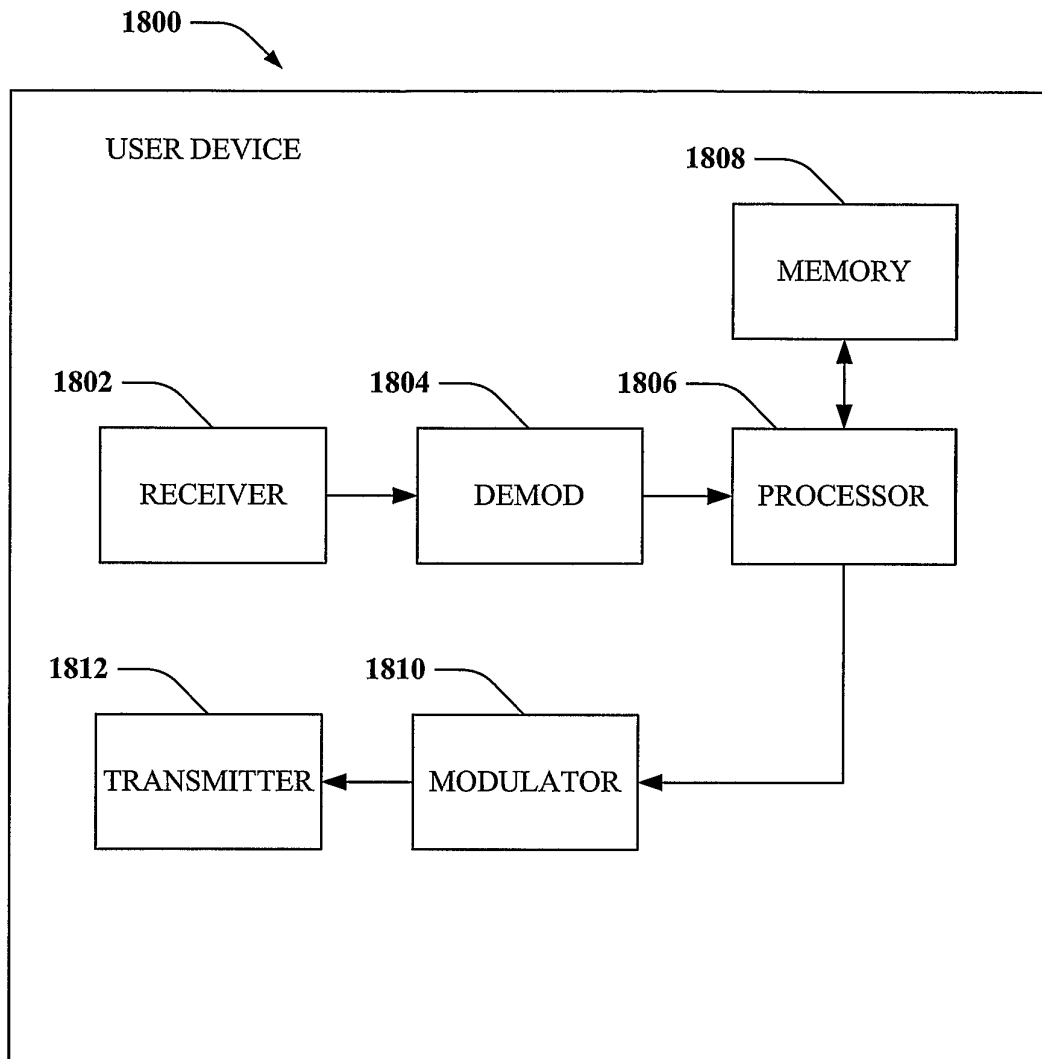 1800
USER DEVICE
1808
MEMORY
1802
1804
1806
RECEIVER
DEMOD
PROCESSOR
1812
1810
TRANSMITTER
MODULATOR